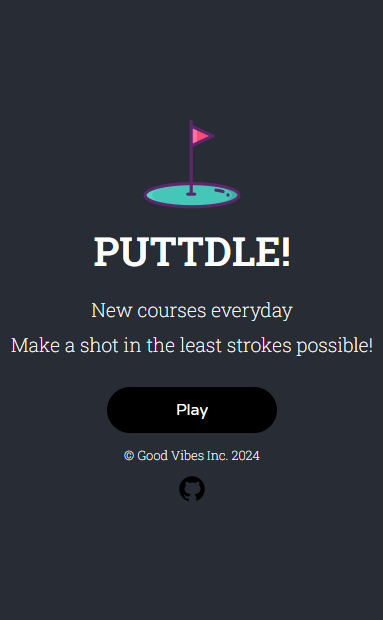 PUTTDLE!
New courses everyday
Make a shot in the least strokes possible!
Play
© Good Vibes Inc. 2024